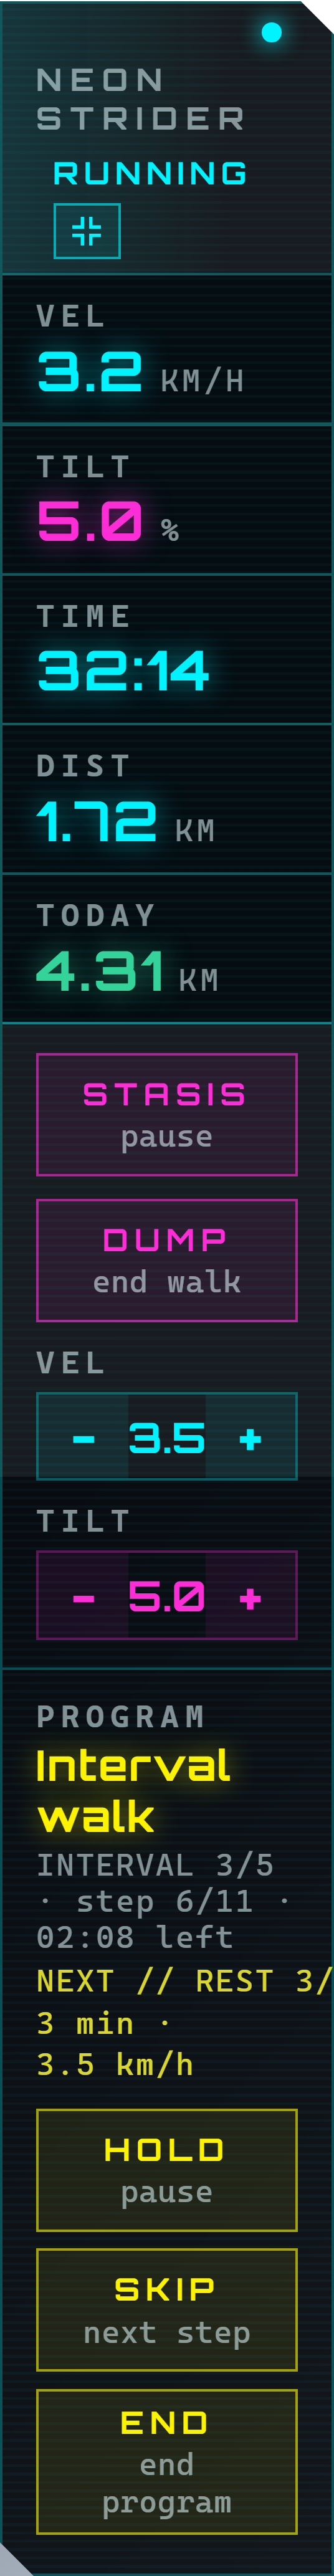 NEON
STRIDER
RUNNING
VEL
3.2 KM/H
TILT
5.0 %
TIME
32:14
DIST
1.72 KM
TODAY
4.31 KM
STASIS
pause
DUMP
end walk
VEL
- 3.5 +
TILT
- 5.0 +
PROGRAM
Interval
walk
INTERVAL 3/5
· step 6/11 ·
02:08 left
NEXT // REST 3/
3 min ·
3.5 km/h
HOLD
pause
SKIP
next step
END
end
program